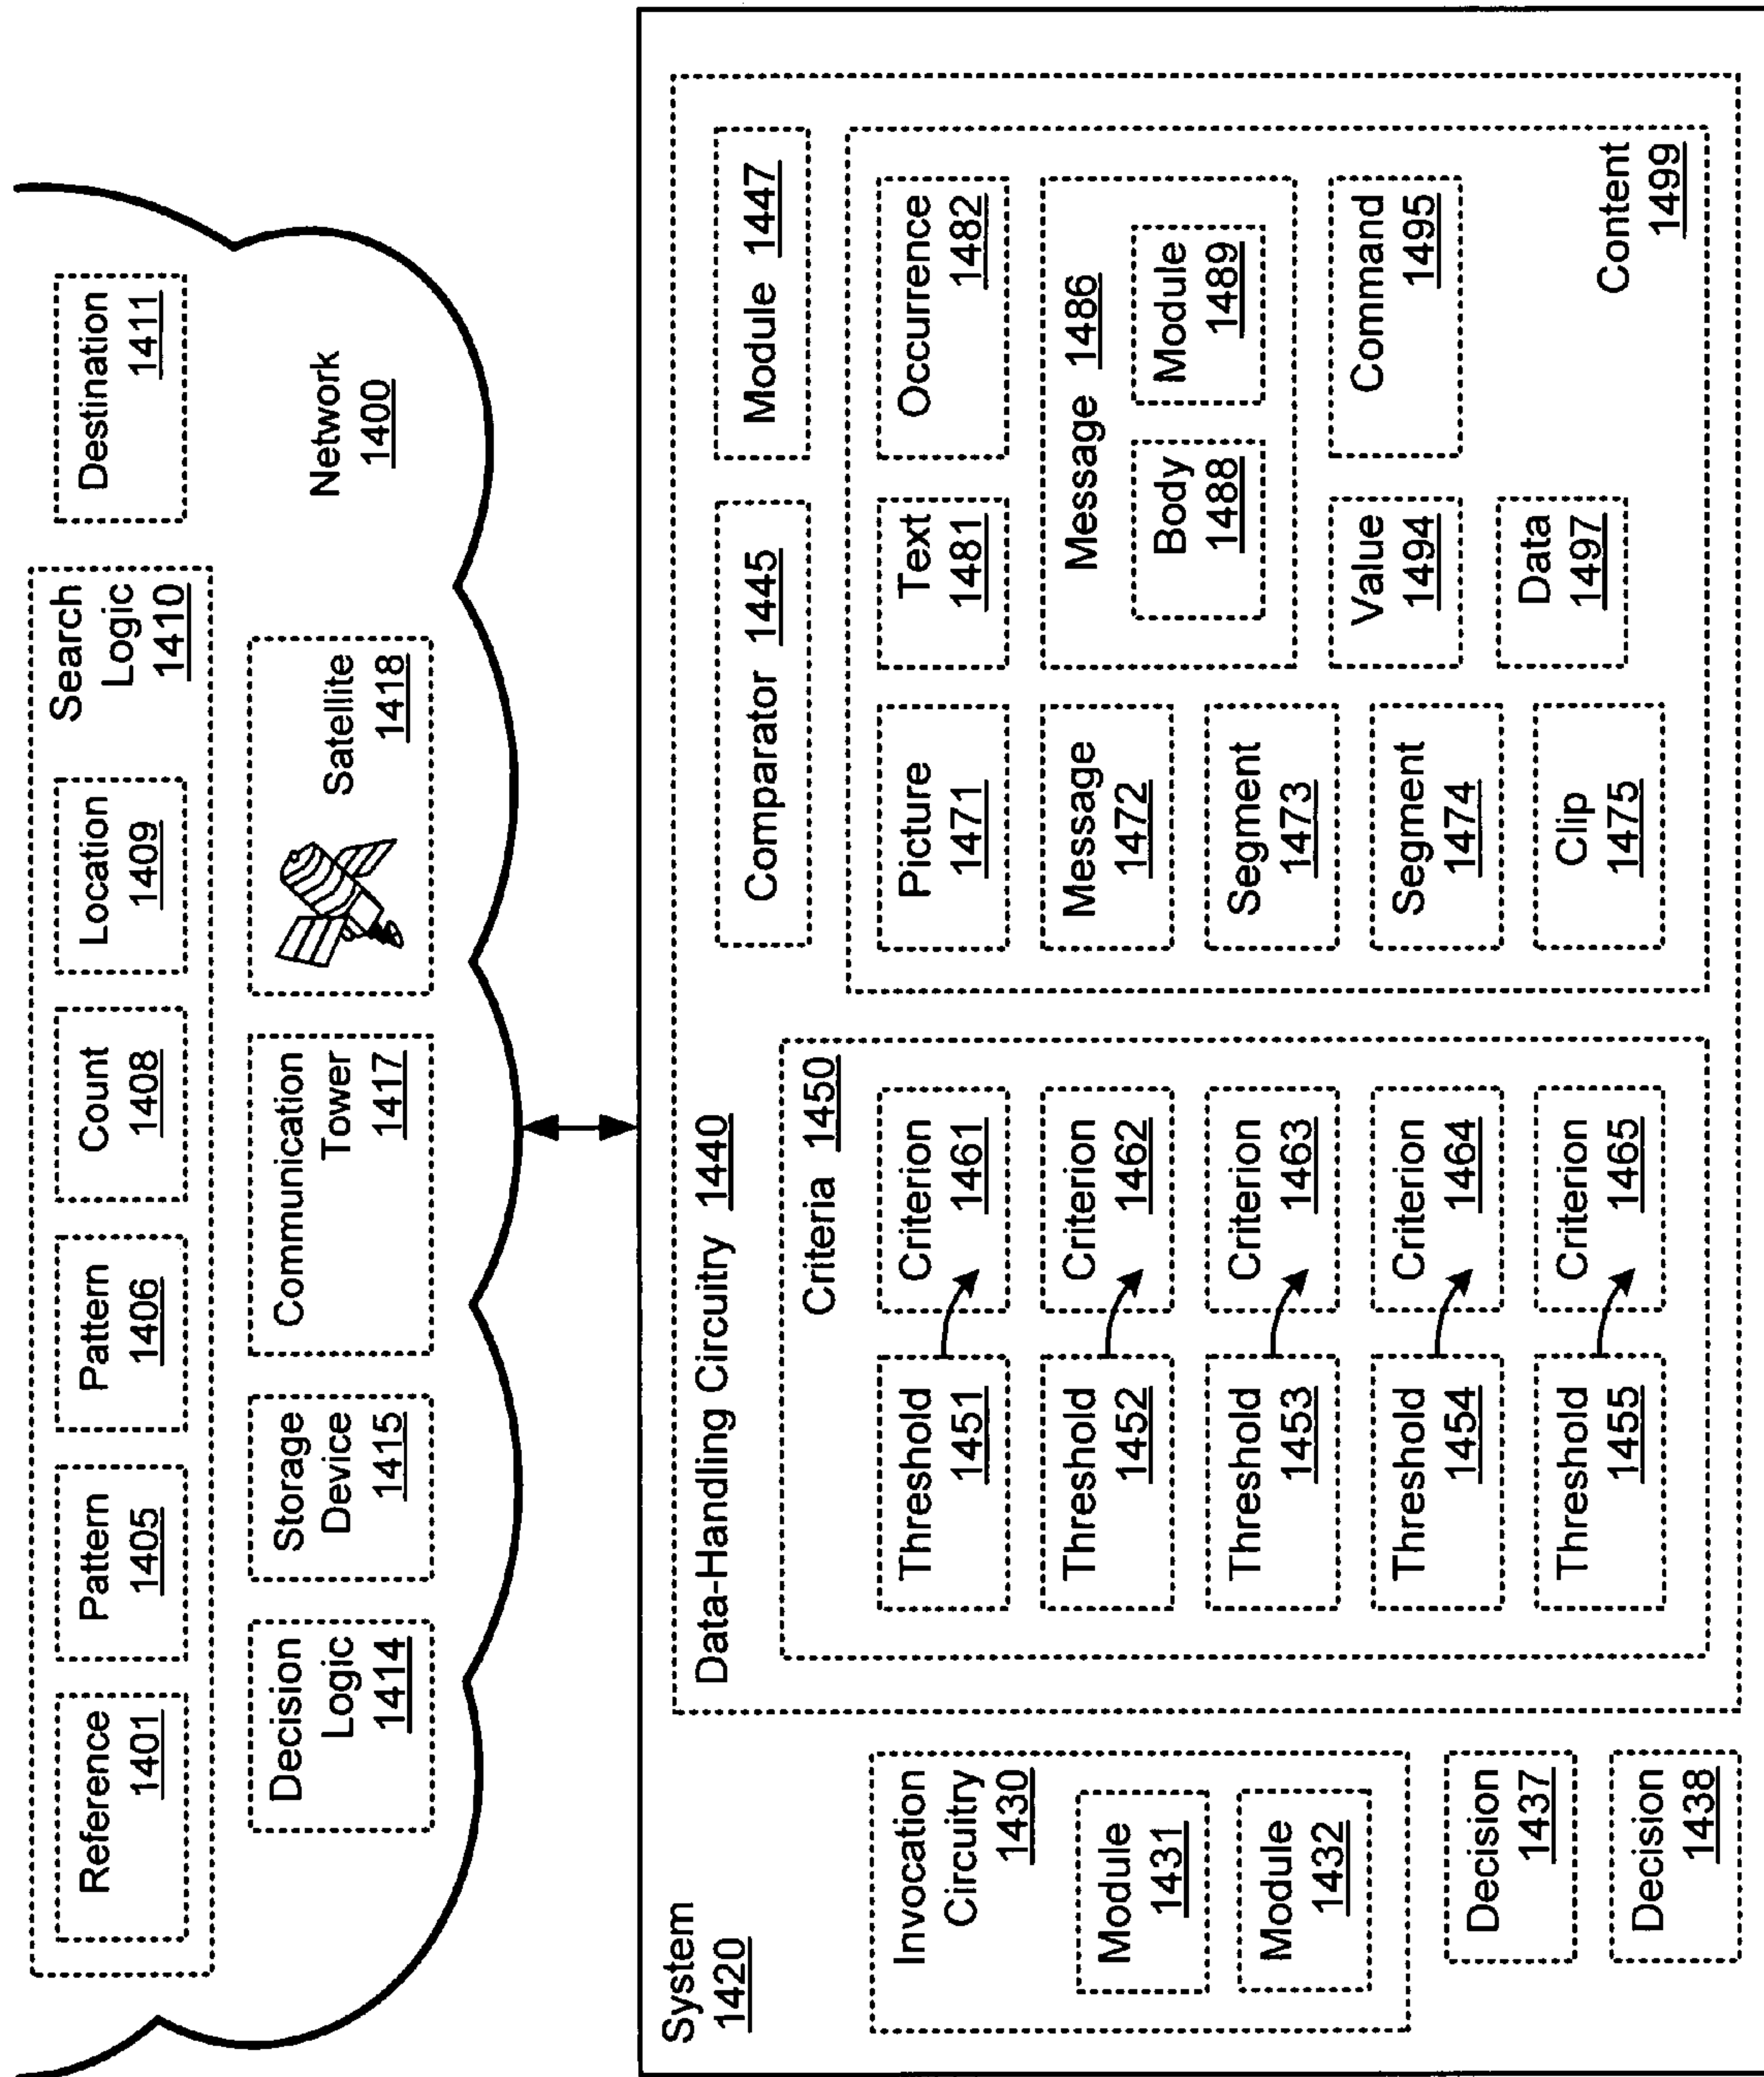 Reference
1401
Pattern
1405
Pattern
1406
Count
1408
Location
1409
Search
Logic
1410
Destination
1411
Decision
Logic
1414
Storage
Device
1415
Communication
Tower
1417
Satellite
1418
Network
1400
System
1420
Invocation
Circuitry
1430
Module
1431
Module
1432
Decision
1437
Decision
1438
Data-Handling Circuitry 1440
Criteria 1450
Threshold
1451
Criterion
1461
Threshold
1452
Criterion
1462
Threshold
1453
Criterion
1463
Threshold
1454
Criterion
1464
Threshold
1455
Criterion
1465
Comparator 1445
Module 1447
Picture
1471
Text
1481
Occurrence
1482
Message
1472
Message 1486
Body
1488
Module
1489
Segment
1473
Segment
1474
Value
1494
Command
1495
Clip
1475
Data
1497
Content
1499